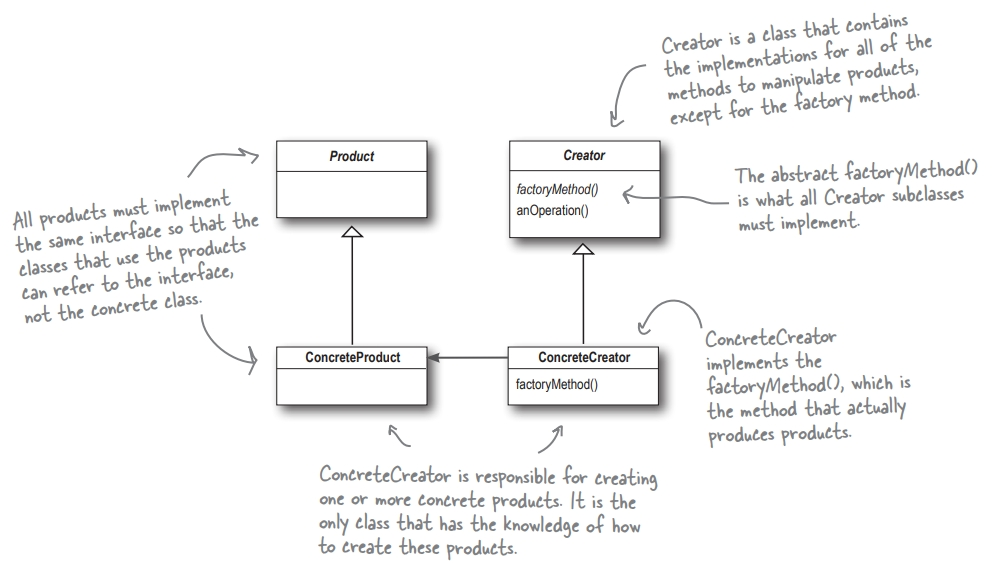 Creator is a class that contains
the implementations for all of the
methods to manipulate products,
except for the factory method.
Product
Creator
factoryMethod()
anOperation()
The abstract factoryMethod()
is what all Creator subclasses
must implement.
All products must implement
the same interface so that the
classes that use the products
can refer to the interface,
not the concrete class.
ConcreteProduct
ConcreteCreator
factoryMethod()
ConcreteCreator
implements the
factoryMethod(), which is
the method that actually
produces products.
ConcreteCreator is responsible for creating
one or more concrete products. It is the
only class that has the knowledge of how
to create these products.